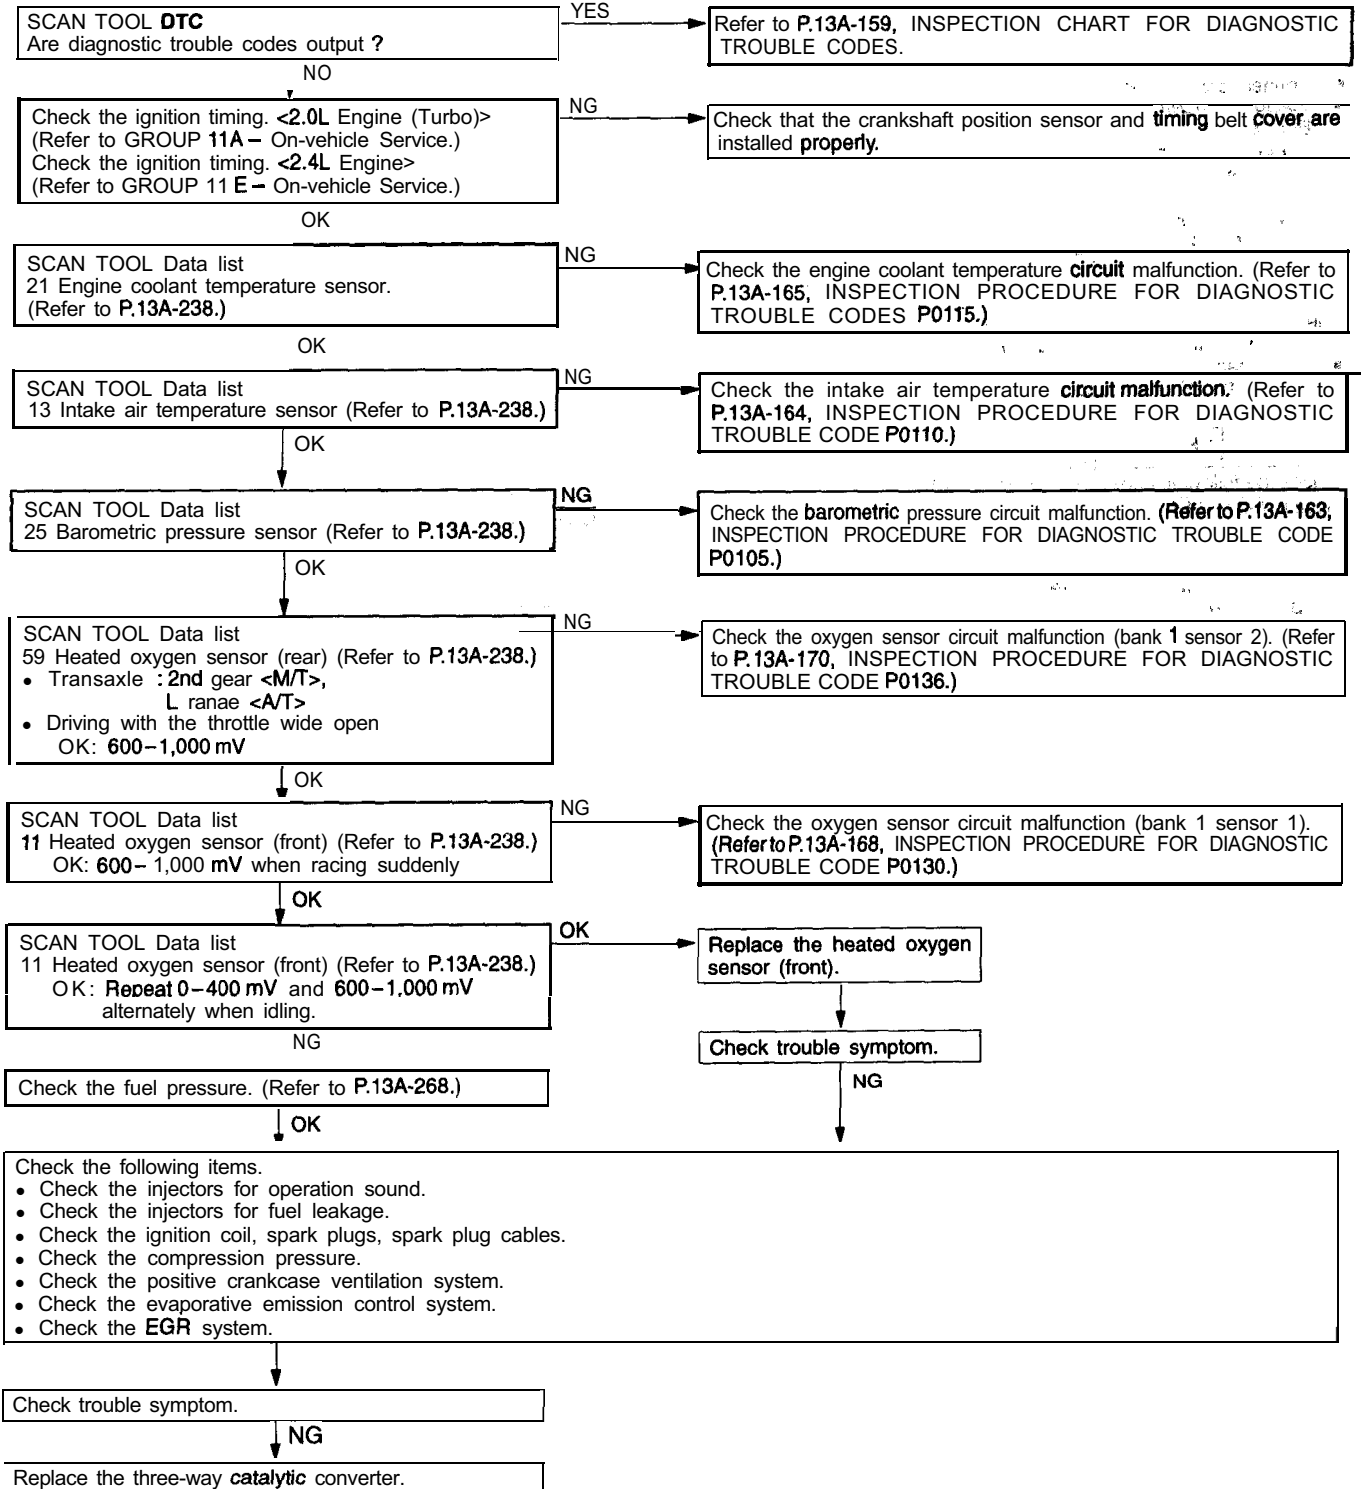 SCAN TOOL DTC
Are diagnostic trouble codes output ?
YES
Refer to P.13A-159, INSPECTION CHART FOR DIAGNOSTIC
TROUBLE CODES.
NO
Check the ignition timing. <2.0L Engine (Turbo)>
(Refer to GROUP 11A – On-vehicle Service.)
Check the ignition timing. <2.4L Engine>
(Refer to GROUP 11 E – On-vehicle Service.)
NG
Check that the crankshaft position sensor and timing belt cover are
installed properly.
OK
SCAN TOOL Data list
21 Engine coolant temperature sensor.
(Refer to P.13A-238.)
NG
Check the engine coolant temperature circuit malfunction. (Refer to
P.13A-165, INSPECTION PROCEDURE FOR DIAGNOSTIC
TROUBLE CODES P0115.)
OK
SCAN TOOL Data list
13 Intake air temperature sensor (Refer to P.13A-238.)
NG
Check the intake air temperature circuit malfunction. (Refer to
P.13A-164, INSPECTION PROCEDURE FOR DIAGNOSTIC
TROUBLE CODE P0110.)
OK
SCAN TOOL Data list
25 Barometric pressure sensor (Refer to P.13A-238.)
NG
Check the barometric pressure circuit malfunction. (Refer to P.13A-163,
INSPECTION PROCEDURE FOR DIAGNOSTIC TROUBLE CODE
P0105.)
OK
SCAN TOOL Data list
59 Heated oxygen sensor (rear) (Refer to P.13A-238.)
• Transaxle : 2nd gear <M/T>,
L ranae <A/T>
• Driving with the throttle wide open
OK: 600–1,000 mV
NG
Check the oxygen sensor circuit malfunction (bank 1 sensor 2). (Refer
to P.13A-170, INSPECTION PROCEDURE FOR DIAGNOSTIC
TROUBLE CODE P0136.)
OK
SCAN TOOL Data list
11 Heated oxygen sensor (front) (Refer to P.13A-238.)
OK: 600– 1,000 mV when racing suddenly
NG
Check the oxygen sensor circuit malfunction (bank 1 sensor 1).
(Refer to P.13A-168, INSPECTION PROCEDURE FOR DIAGNOSTIC
TROUBLE CODE P0130.)
OK
SCAN TOOL Data list
11 Heated oxygen sensor (front) (Refer to P.13A-238.)
OK: Repeat 0–400 mV and 600–1,000 mV
alternately when idling.
OK
Replace the heated oxygen
sensor (front).
NG
Check trouble symptom.
NG
Check the fuel pressure. (Refer to P.13A-268.)
OK
Check the following items.
• Check the injectors for operation sound.
• Check the injectors for fuel leakage.
• Check the ignition coil, spark plugs, spark plug cables.
• Check the compression pressure.
• Check the positive crankcase ventilation system.
• Check the evaporative emission control system.
• Check the EGR system.
Check trouble symptom.
NG
Replace the three-way catalytic converter.